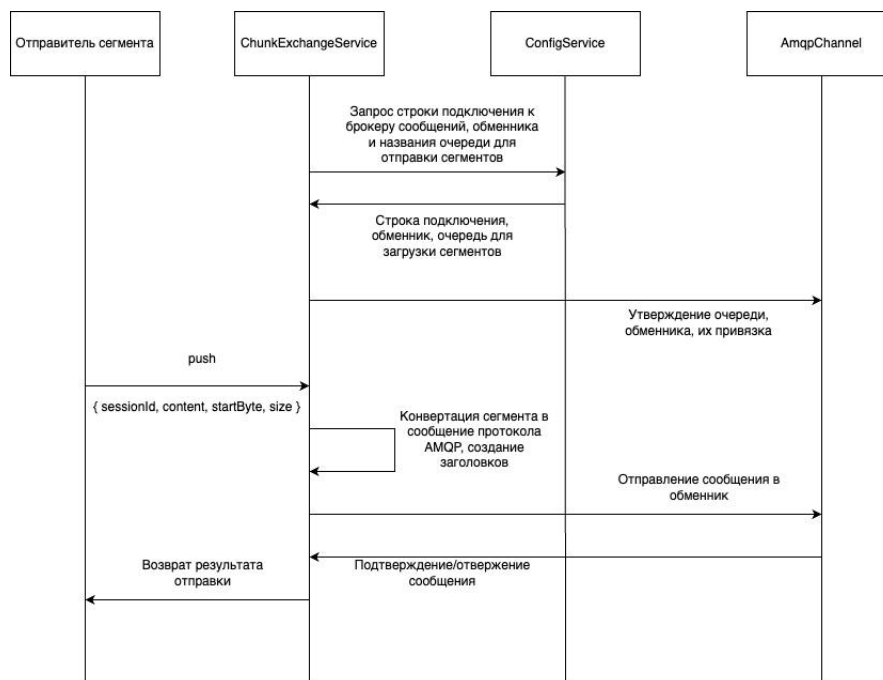 Отправитель сегмента
ChunkExchangeService
ConfigService
AmqpChannel
Запрос строки подключения к
брокеру сообщений, обменника
и названия очереди для
отправки сегментов
Строка подключения,
обменник, очередь для
загрузки сегментов
Утверждение очереди,
обменника, их привязка
push
{ sessionId, content, startByte, size }
Конвертация сегмента в
сообщение протокола
AMQP, создание
заголовков
Отправление сообщения в
обменник
Подтверждение/отвержение
сообщения
Возврат результата
отправки